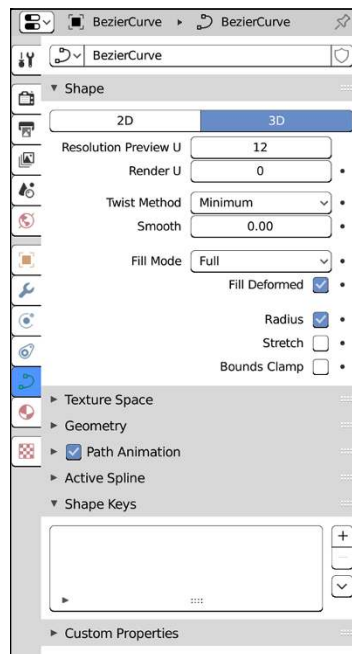 BezierCurve BezierCurve
BezierCurve
Shape
2D 3D
Resolution Preview U 12
Render U 0
Twist Method Minimum
Smooth 0.00
Fill Mode Full
Fill Deformed
Radius
Stretch
Bounds Clamp
Texture Space
Geometry
Path Animation
Active Spline
Shape Keys
Custom Properties